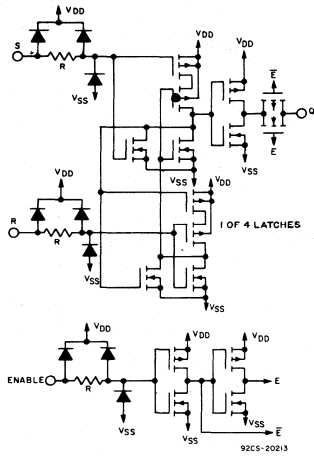 VDD
S
R
VSS
VDD
VDD
E̅
Q
E
VSS
VSS
VDD
VDD
1 OF 4 LATCHES
R
R
VSS
VSS
VDD
VDD
VDD
ENABLE
R
E
VSS
VSS
VSS
E̅
92CS-20213